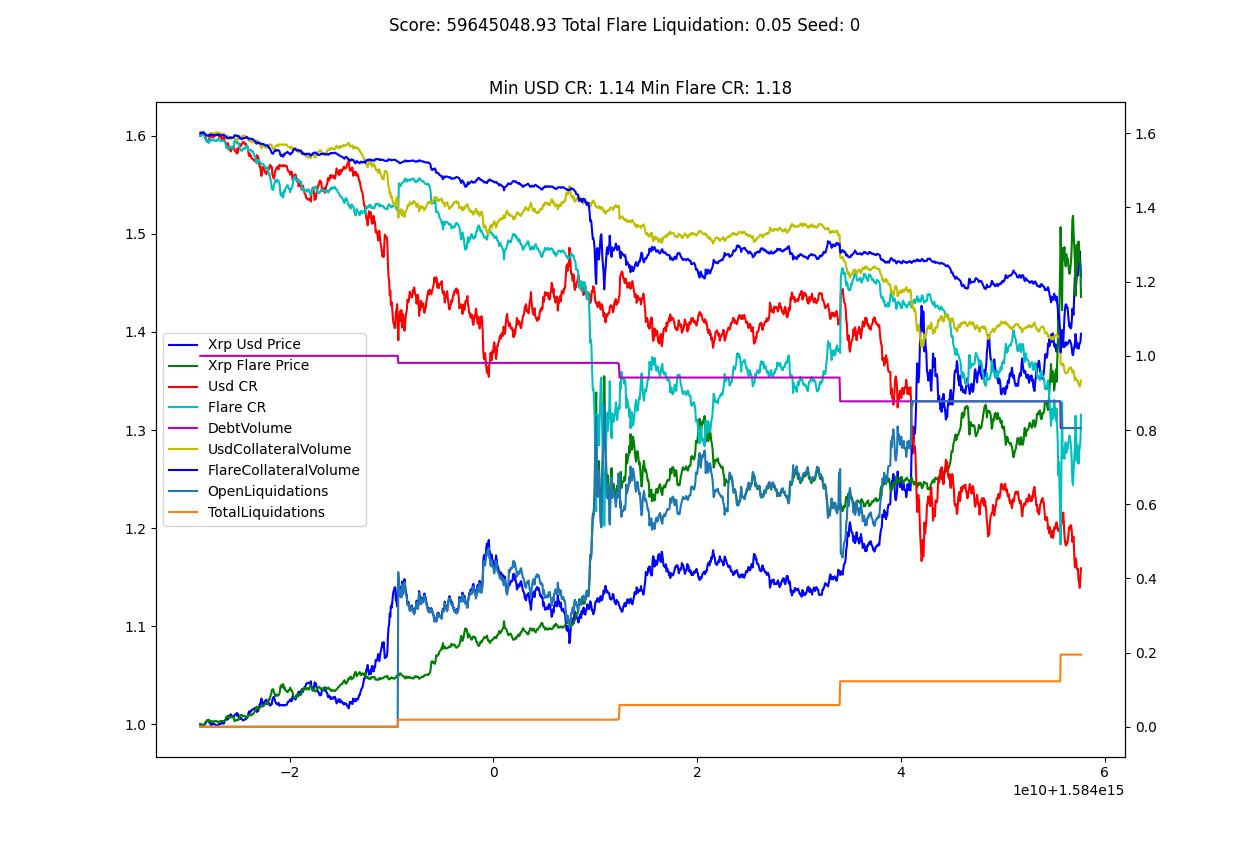 Score: 59645048.93 Total Flare Liquidation: 0.05 Seed: 0
Min USD CR: 1.14 Min Flare CR: 1.18
1.6
1.5
1.4
1.3
1.2
1.1
1.0
Xrp Usd Price
Xrp Flare Price
Usd CR
Flare CR
DebtVolume
UsdCollateralVolume
FlareCollateralVolume
OpenLiquidations
TotalLiquidations
1.6
1.4
1.2
1.0
0.8
0.6
0.4
0.2
0.0
−2 0 2 4 6
1e10+1.584e15